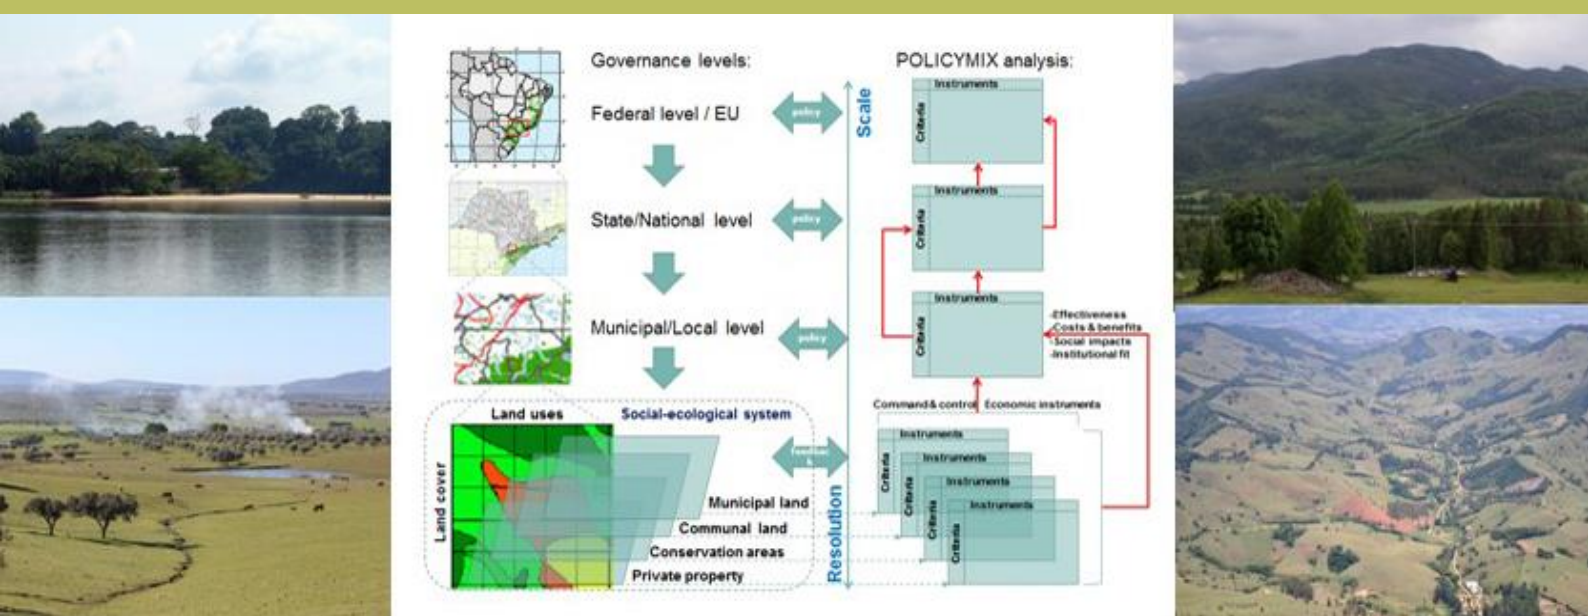 Governance levels:
Federal level / EU
State/National level
Municipal/Local level
policy
policy
policy
Scale
Resolution
Land uses
Social-ecological system
Land cover
Municipal land
Communal land
Conservation areas
Private property
POLICYMIX analysis:
Instruments
Criteria
Instruments
Criteria
Instruments
Criteria
-Effectiveness
-Costs & benefits
-Social impacts
-Institutional fit
Command & control
Economic instruments
Instruments
Criteria
Instruments
Criteria
Instruments
Criteria
Instruments
Criteria